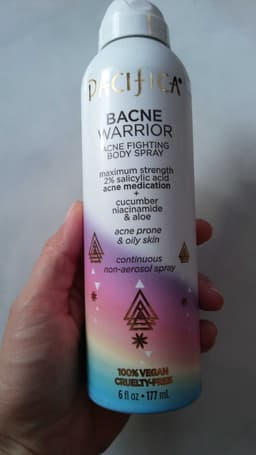 PACIFICA®
BACNE
WARRIOR
ACNE FIGHTING
BODY SPRAY
maximum strength
2% salicylic acid
acne medication
+
cucumber
niacinamide
& aloe
acne prone
& oily skin
continuous
non-aerosol spray
100% VEGAN
CRUELTY-FREE
6 fl oz • 177 mL